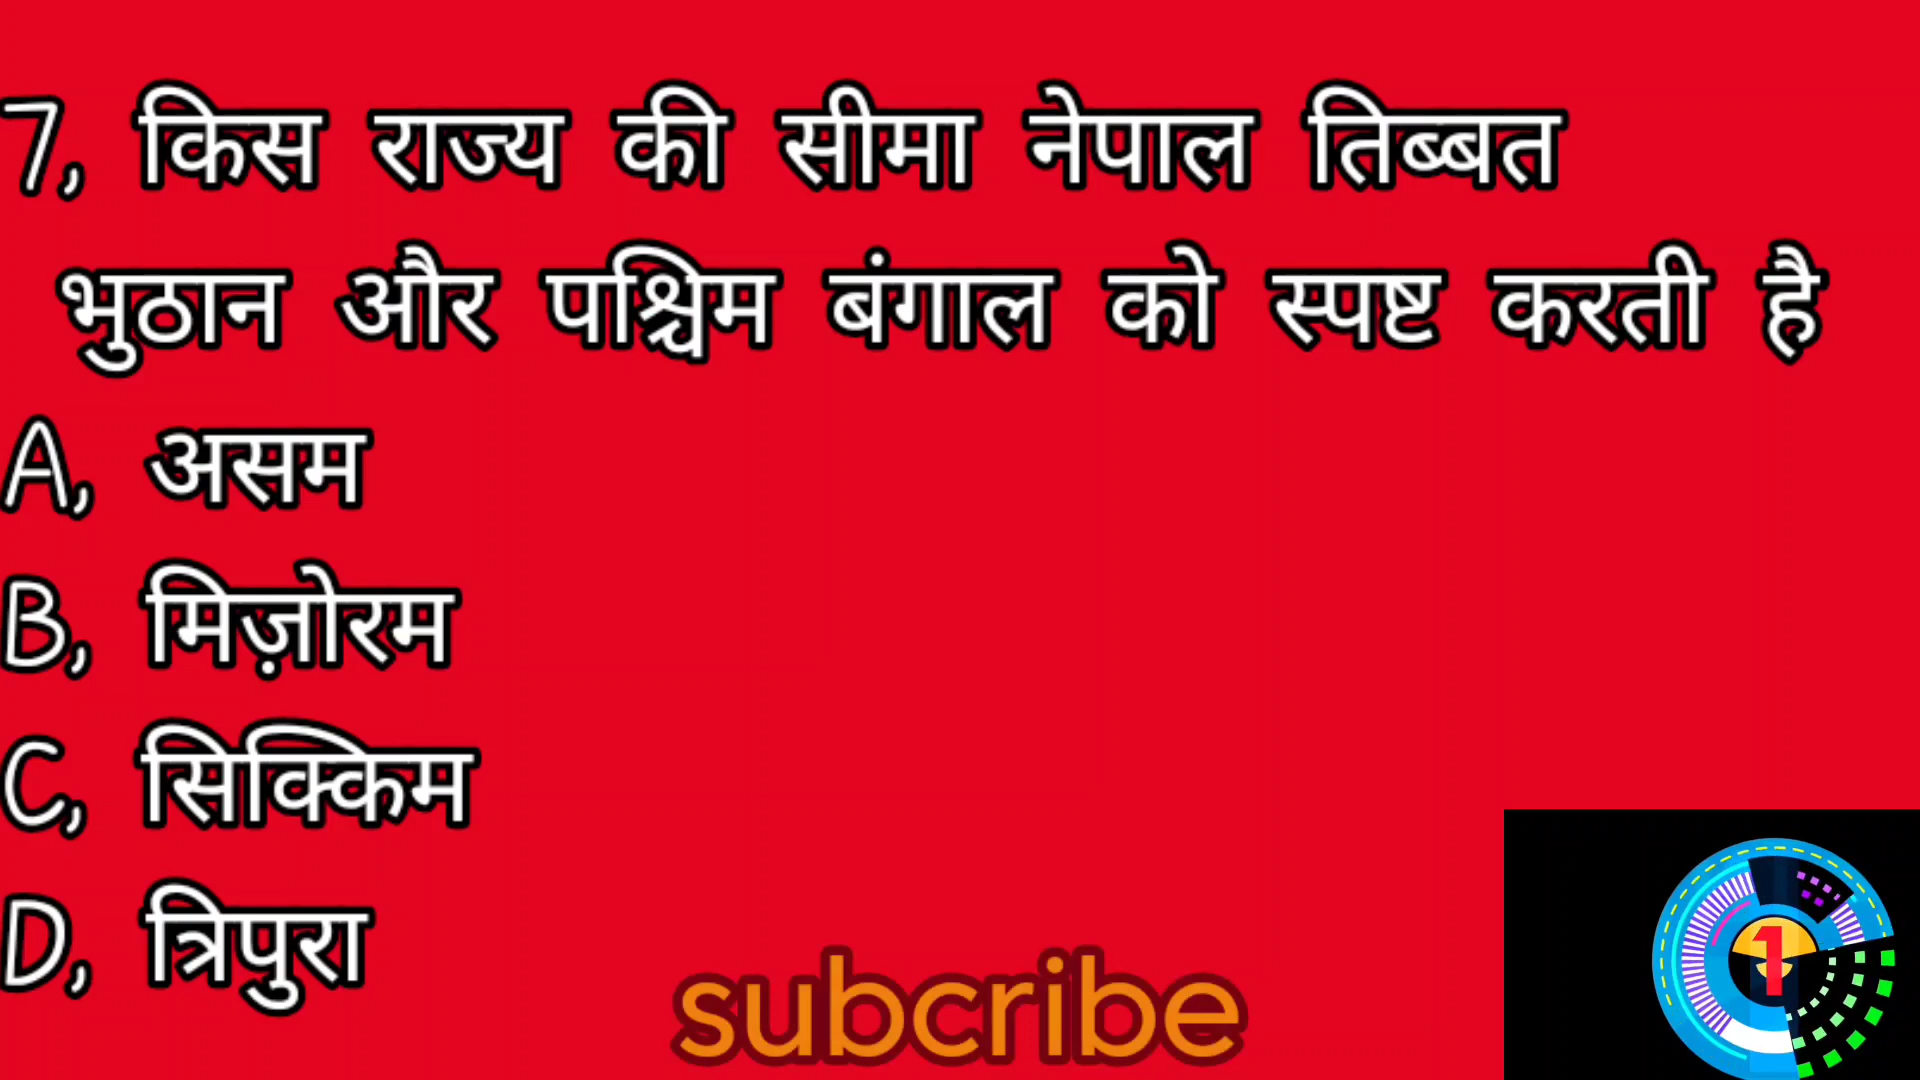 7, किस राज्य की सीमा नेपाल तिब्बत
भुठान और पश्चिम बंगाल को स्पष्ट करती है
A, असम
B, मिज़ोरम
C, सिक्किम
D, त्रिपुरा
subcribe
1